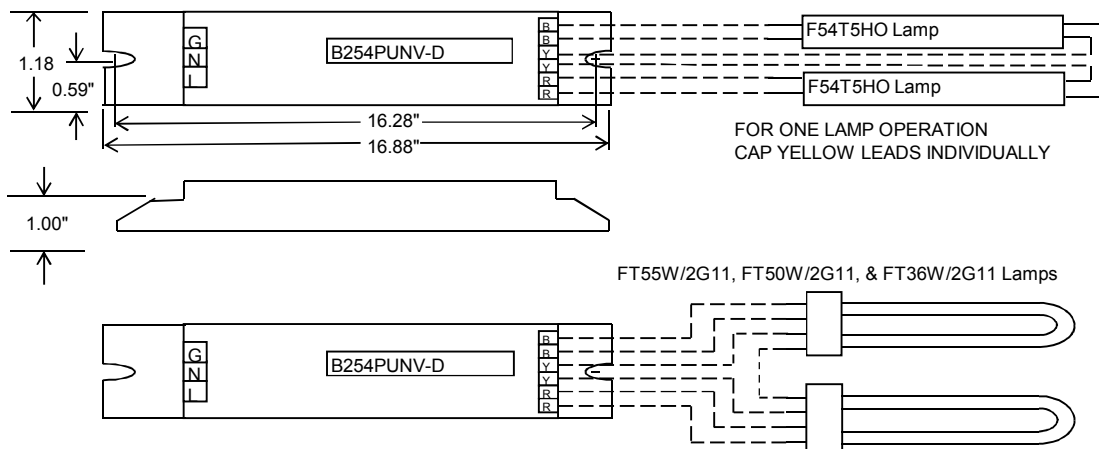 B
B
Y
Y
R
R
G
N
L
B254PUNV-D
F54T5HO Lamp
F54T5HO Lamp
1.18
0.59"
16.28"
16.88"
FOR ONE LAMP OPERATION
CAP YELLOW LEADS INDIVIDUALLY
1.00"
FT55W/2G11, FT50W/2G11, & FT36W/2G11 Lamps
B
B
Y
Y
R
R
G
N
L
B254PUNV-D